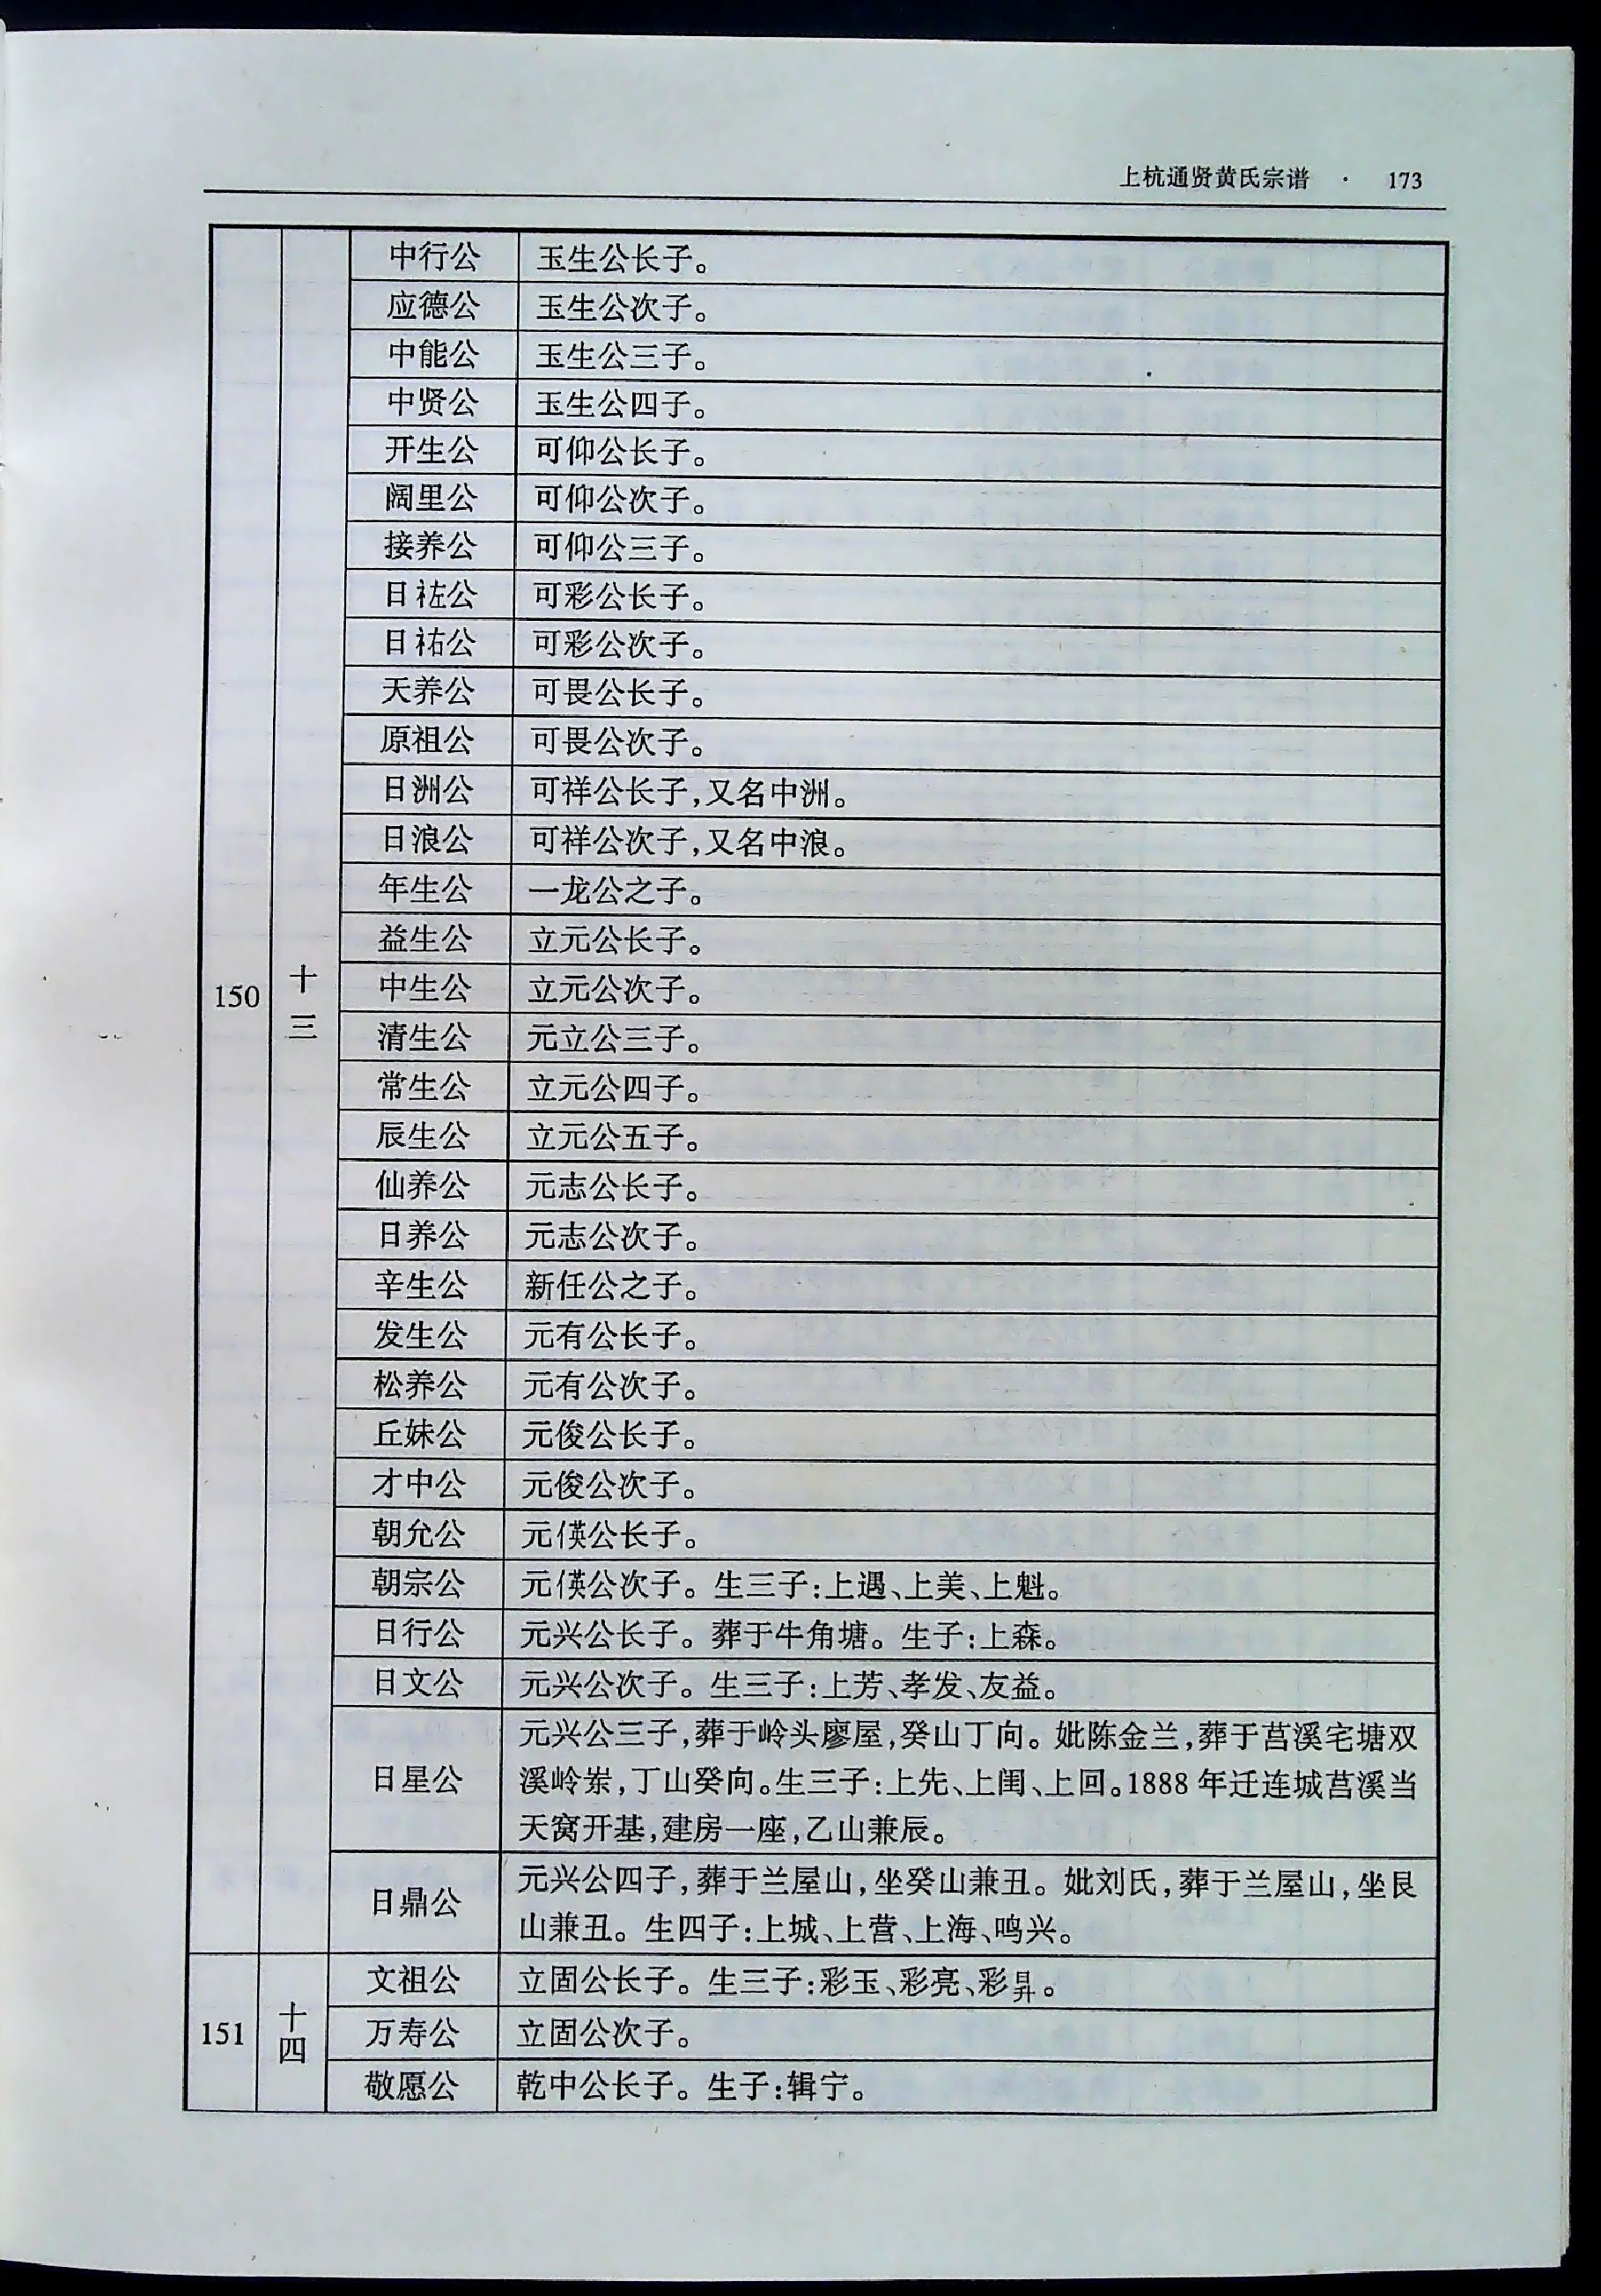 上杭通贤黄氏宗谱 · 173
150
十三
中行公 玉生公长子。
应德公 玉生公次子。
中能公 玉生公三子。
中贤公 玉生公四子。
开生公 可仰公长子。
阔里公 可仰公次子。
接养公 可仰公三子。
日祛公 可彩公长子。
日祐公 可彩公次子。
天养公 可畏公长子。
原祖公 可畏公次子。
日洲公 可祥公长子,又名中洲。
日浪公 可祥公次子,又名中浪。
年生公 一龙公之子。
益生公 立元公长子。
中生公 立元公次子。
清生公 元立公三子。
常生公 立元公四子。
辰生公 立元公五子。
仙养公 元志公长子。
日养公 元志公次子。
辛生公 新任公之子。
发生公 元有公长子。
松养公 元有公次子。
丘妹公 元俊公长子。
才中公 元俊公次子。
朝允公 元偀公长子。
朝宗公 元偀公次子。生三子:上遇、上美、上魁。
日行公 元兴公长子。葬于牛角塘。生子:上森。
日文公 元兴公次子。生三子:上芳、孝发、友益。
日星公 元兴公三子,葬于岭头廖屋,癸山丁向。妣陈金兰,葬于莒溪宅塘双
溪岭岽,丁山癸向。生三子:上先、上闺、上回。1888年迁连城莒溪当
天窝开基,建房一座,乙山兼辰。
日鼎公 元兴公四子,葬于兰屋山,坐癸山兼丑。妣刘氏,葬于兰屋山,坐艮
山兼丑。生四子:上城、上营、上海、鸣兴。
151
十四
文祖公 立固公长子。生三子:彩玉、彩亮、彩昇。
万寿公 立固公次子。
敬愿公 乾中公长子。生子:辑宁。